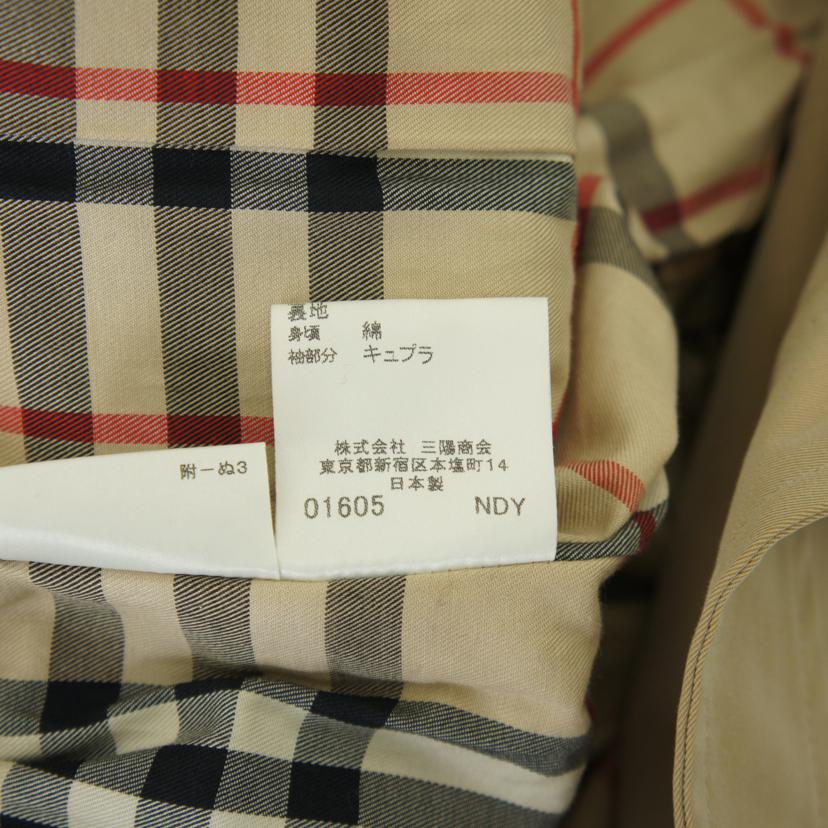 裏地
身頃 綿
袖部分 キュプラ
株式会社 三陽商会
東京都新宿区本塩町14
日本製
01605 NDY
附-ぬ3